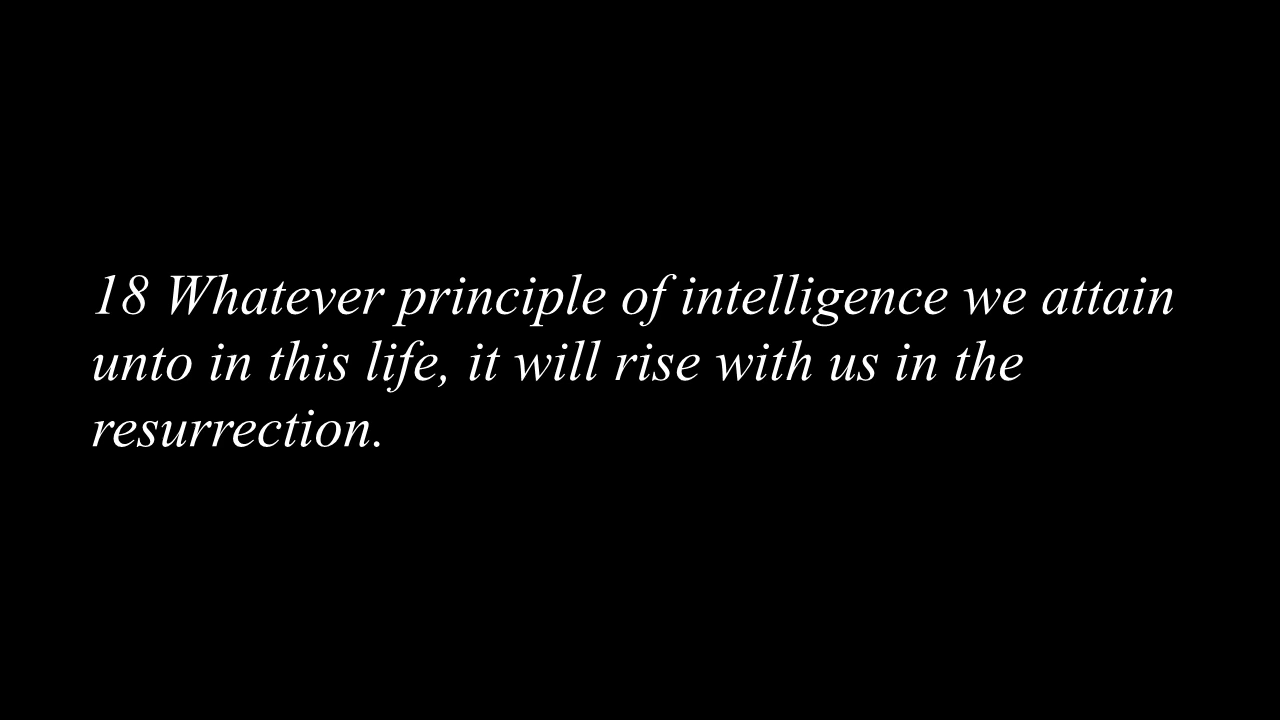 18 Whatever principle of intelligence we attain
unto in this life, it will rise with us in the
resurrection.